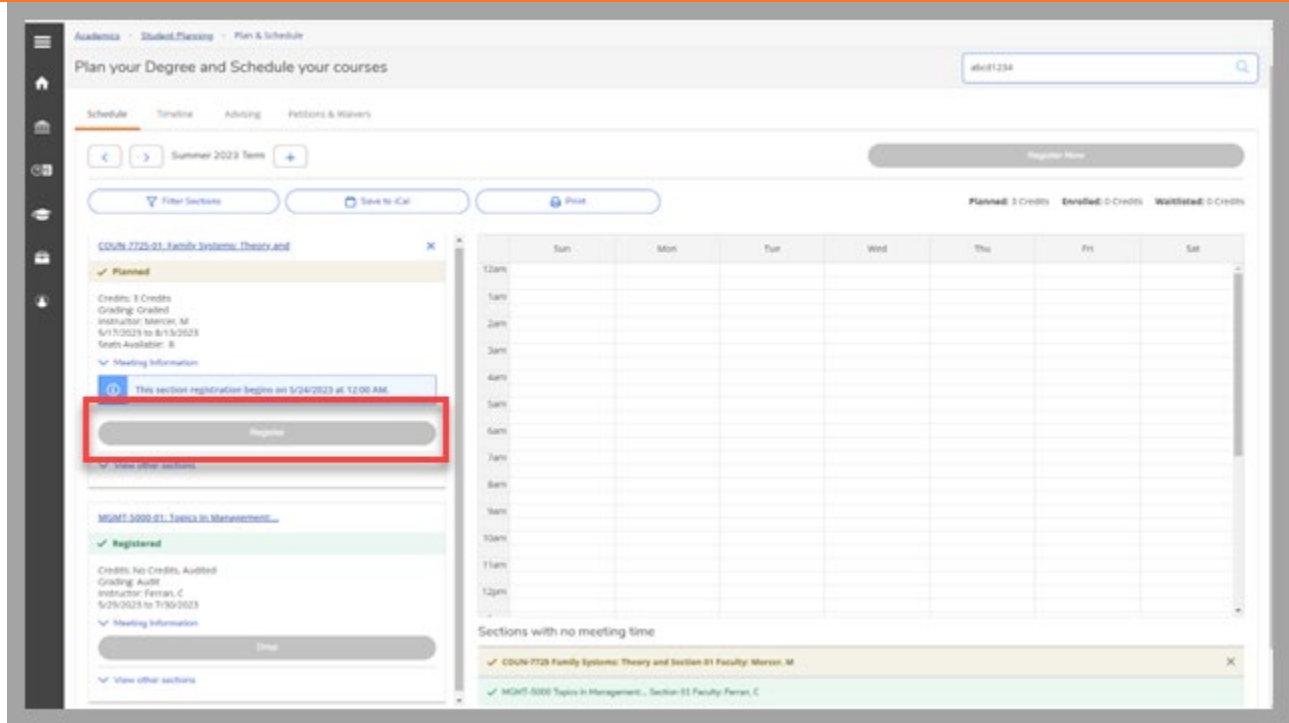 Academics Student Planning Plan & Schedule
Plan your Degree and Schedule your courses
abcd1234
Schedule Timeline Advising Petitions & Waivers
Summer 2023 Term
Register Now
Filter Sections Save to iCal Print
Planned: 3 Credits Enrolled: 0 Credits Waitlisted: 0 Credits
COUN-7725-01: Family Systems: Theory and
Planned
Credits: 3 Credits
Grading: Graded
Instructor: Mercer, M
5/17/2023 to 8/13/2023
Seats Available: 8
Meeting Information
This section registration begins on 5/24/2023 at 12:00 AM.
Register
View other sections
MGMT-5000-01: Topics In Management:...
Registered
Credits: No Credits, Audited
Grading: Audit
Instructor: Ferran, C
5/29/2023 to 7/30/2023
Meeting Information
Drop
View other sections
Sun Mon Tue Wed Thu Fri Sat
12am
1am
2am
3am
4am
5am
6am
7am
8am
9am
10am
11am
12pm
Sections with no meeting time
COUN-7725 Family Systems: Theory and Section 01 Faculty: Mercer, M
MGMT-5000 Topics In Management:... Section 01 Faculty: Ferran, C